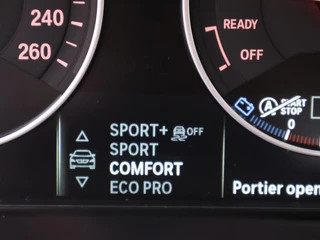 240
260
READY
OFF
START
STOP
0
SPORT+ OFF
SPORT
COMFORT
ECO PRO
Portier open